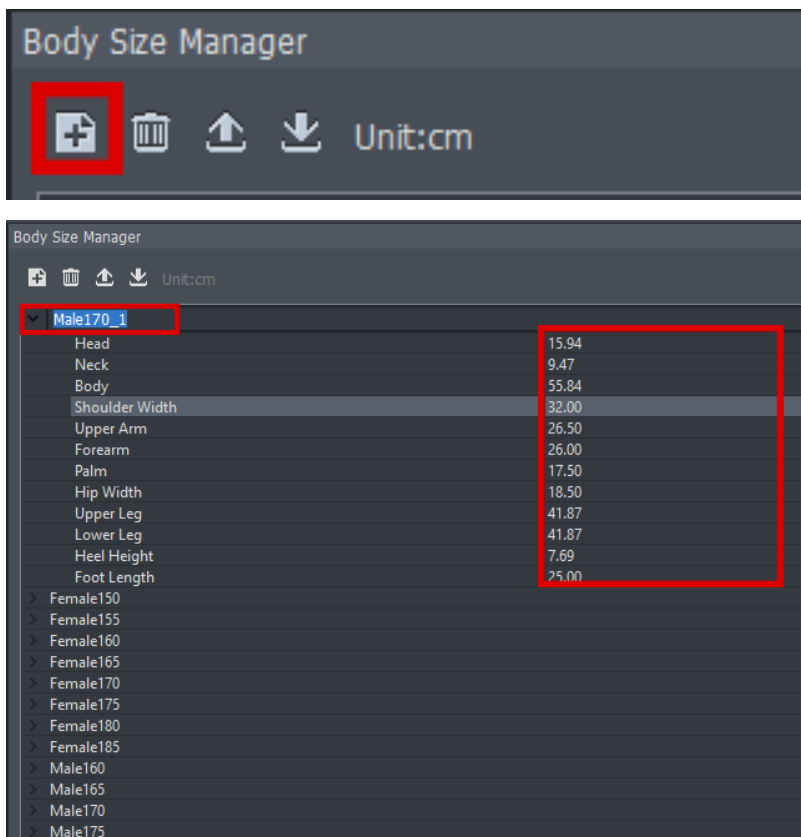 Body Size Manager
Unit:cm
Body Size Manager
Unit:cm
Male170_1
Head 15.94
Neck 9.47
Body 55.84
Shoulder Width 32.00
Upper Arm 26.50
Forearm 26.00
Palm 17.50
Hip Width 18.50
Upper Leg 41.87
Lower Leg 41.87
Heel Height 7.69
Foot Length 25.00
Female150
Female155
Female160
Female165
Female170
Female175
Female180
Female185
Male160
Male165
Male170
Male175